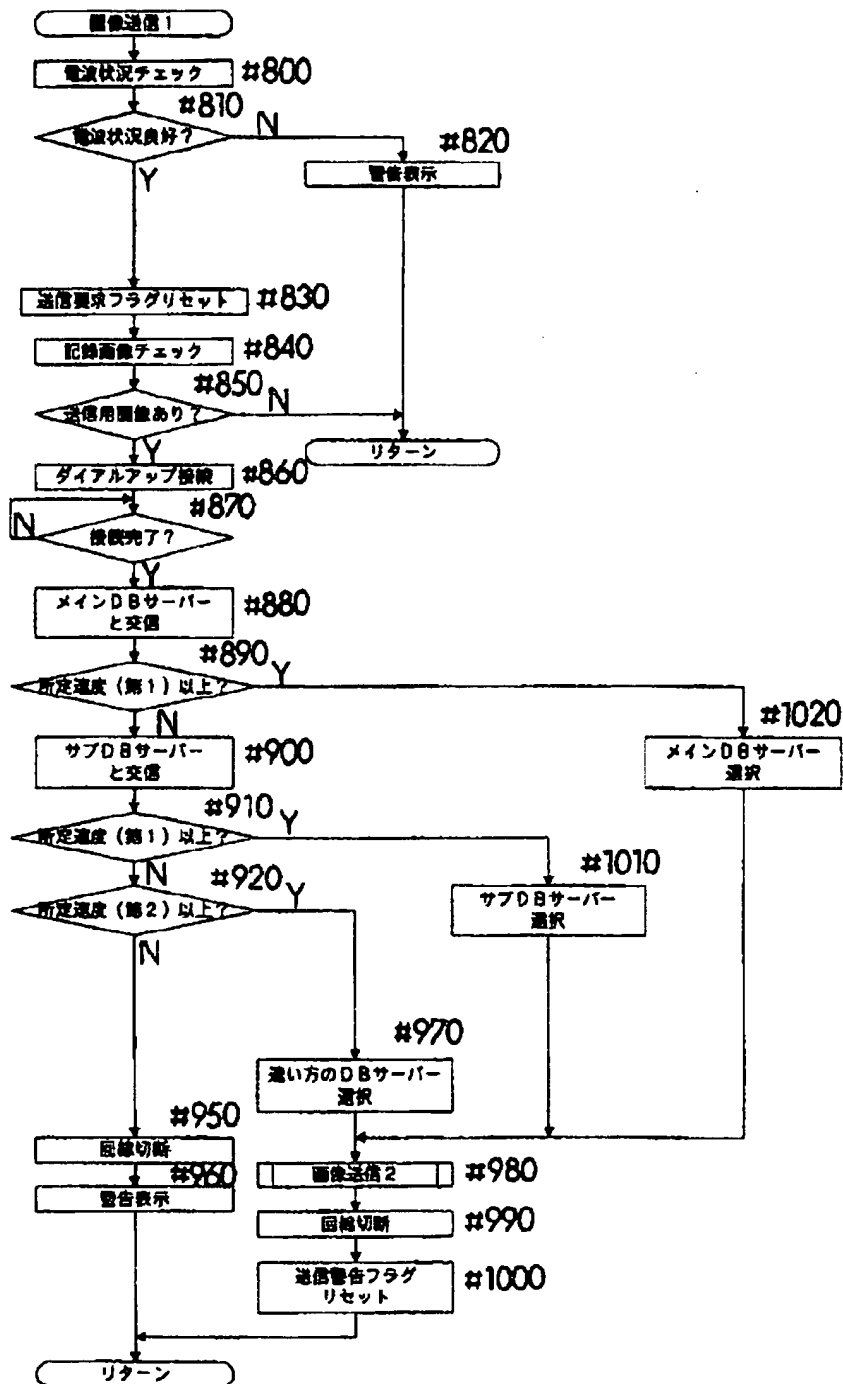 画像送信1
電波状況チェック #800
#810
電波状況良好?
N
#820
警告表示
Y
送信要求フラグリセット #830
記録画像チェック #840
#850
送信用画像あり?
N
リターン
Y
ダイアルアップ接続 #860
#870
N
接続完了?
Y
メインDBサーバー
と交信
#880
#890
所定速度(第1)以上?
Y
N
#1020
メインDBサーバー
選択
サブDBサーバー
と交信
#900
#910
所定速度(第1)以上?
Y
N
#1010
サブDBサーバー
選択
#920
所定速度(第2)以上?
Y
N
#970
速い方のDBサーバー
選択
#950
回線切断
#960
警告表示
画像送信2 #980
回線切断 #990
送信警告フラグ
リセット
#1000
リターン